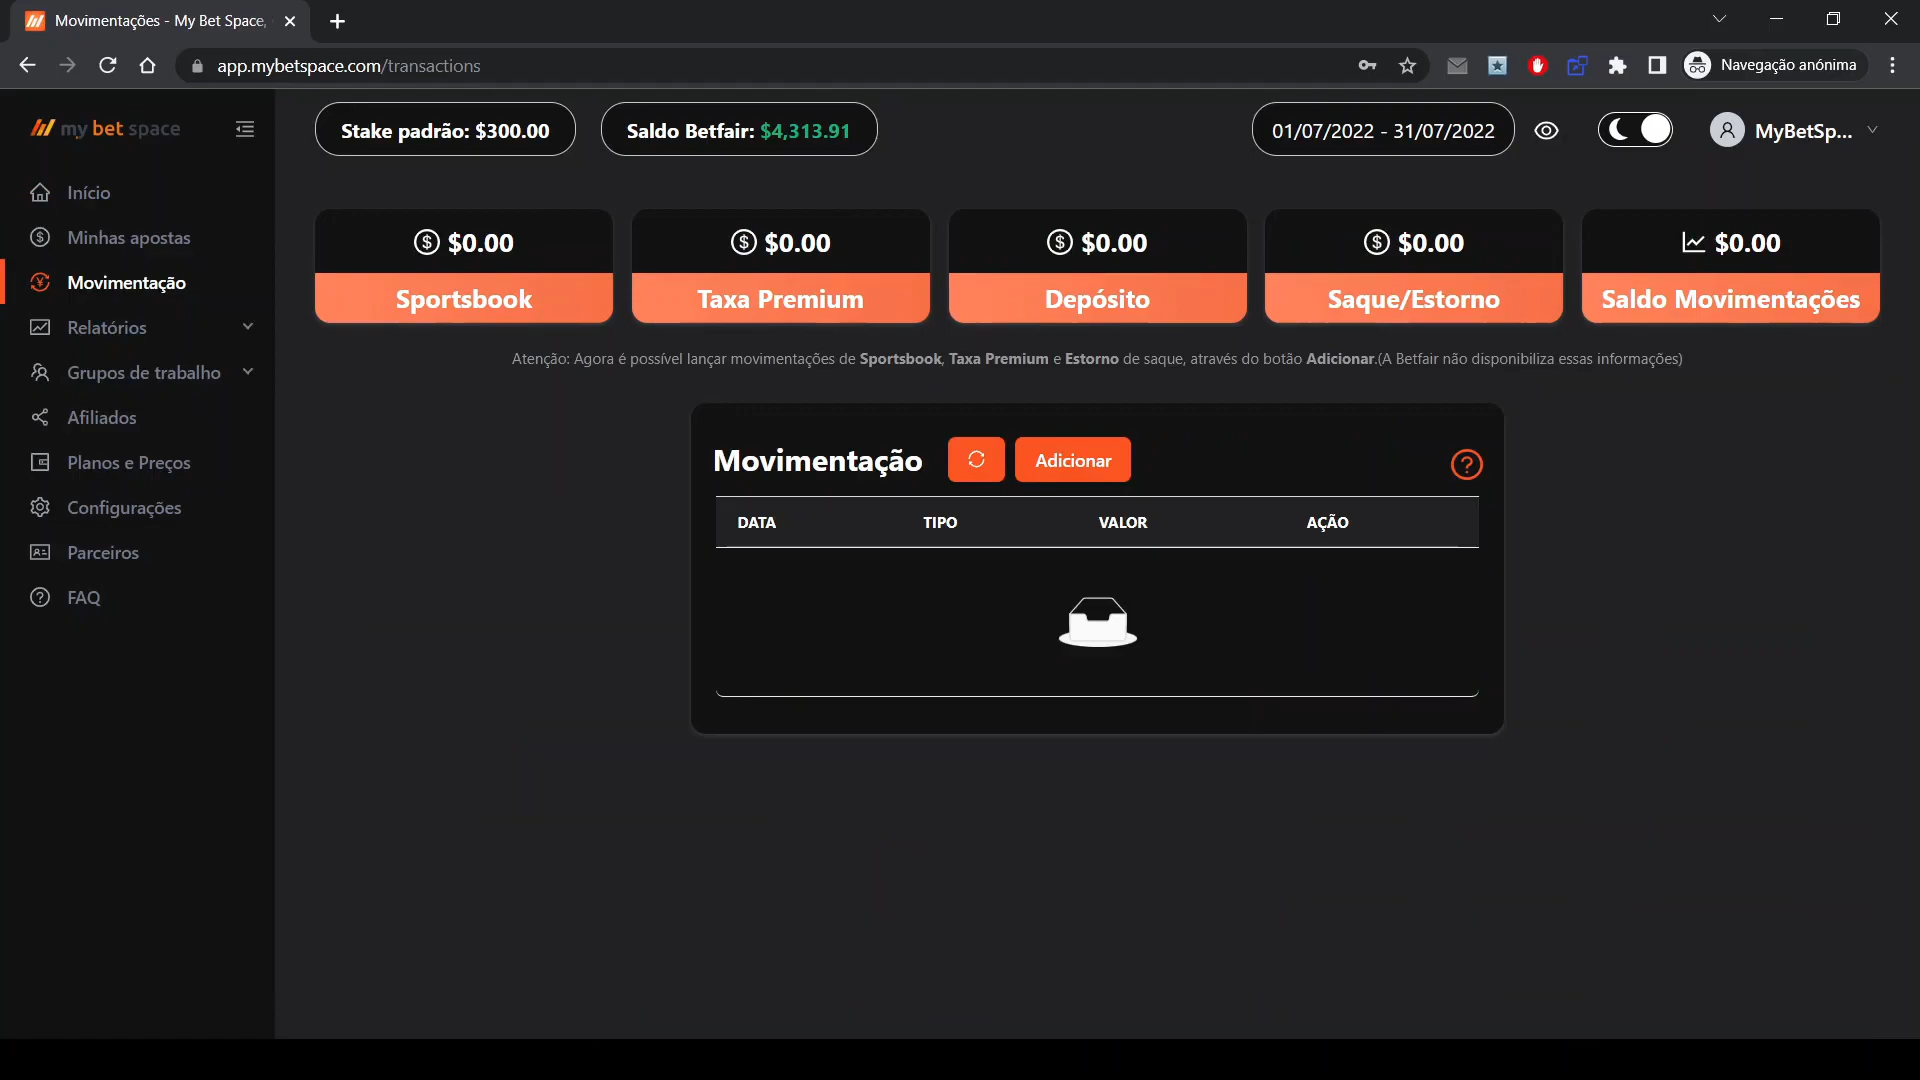 Movimentações - My Bet Space,
app.mybetspace.com/transactions
Navegação anónima
my bet space
Stake padrão: $300.00
Saldo Betfair: $4,313.91
01/07/2022 - 31/07/2022
MyBetSp...
Início
Minhas apostas
Movimentação
Relatórios
Grupos de trabalho
Afiliados
Planos e Preços
Configurações
Parceiros
FAQ
$0.00
Sportsbook
$0.00
Taxa Premium
$0.00
Depósito
$0.00
Saque/Estorno
$0.00
Saldo Movimentações
Atenção: Agora é possível lançar movimentações de Sportsbook, Taxa Premium e Estorno de saque, através do botão Adicionar.(A Betfair não disponibiliza essas informações)
Movimentação
Adicionar
DATA TIPO VALOR AÇÃO